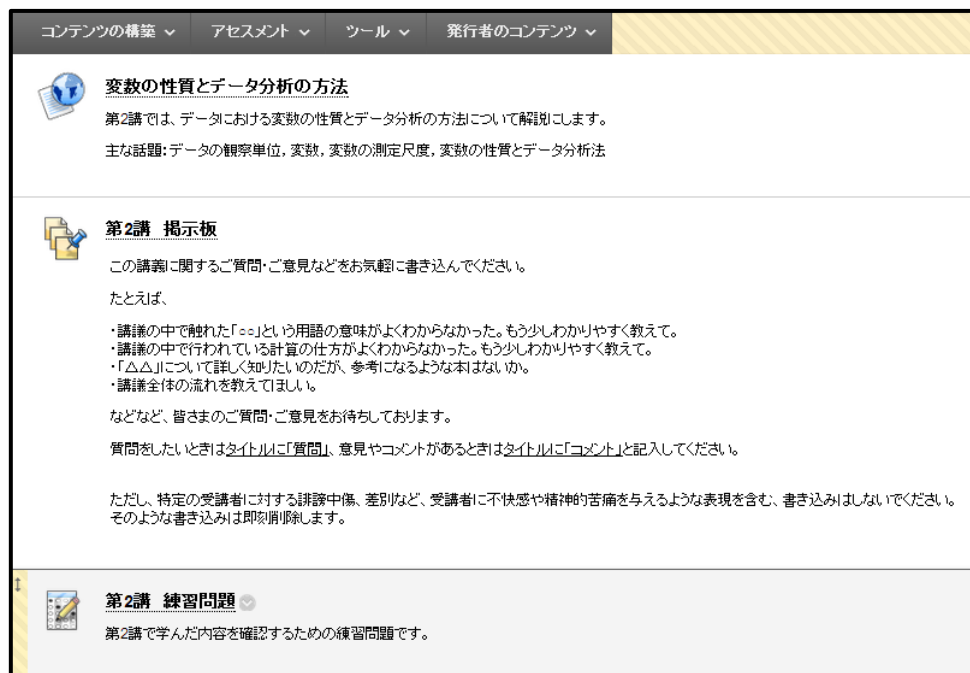 コンテンツの構築 アセスメント ツール 発行者のコンテンツ
変数の性質とデータ分析の方法
第2講では、データにおける変数の性質とデータ分析の方法について解説にします。
主な話題: データの観察単位, 変数, 変数の測定尺度, 変数の性質とデータ分析法
第2講 掲示板
この講義に関するご質問・ご意見などをお気軽に書き込んでください。
たとえば、
・講義の中で触れた「○○」という用語の意味がよくわからなかった。もう少しわかりやすく教えて。
・講義の中で行われている計算の仕方がよくわからなかった。もう少しわかりやすく教えて。
・「△△」について詳しく知りたいのだが、参考になるような本はないか。
・講義全体の流れを教えてほしい。
などなど、皆さまのご質問・ご意見をお待ちしております。
質問をしたいときはタイトルに「質問」、意見やコメントがあるときはタイトルに「コメント」と記入してください。
ただし、特定の受講者に対する誹謗中傷、差別など、受講者に不快感や精神的苦痛を与えるような表現を含む、書き込みはしないでください。
そのような書き込みは即刻削除します。
第2講 練習問題
第2講で学んだ内容を確認するための練習問題です。